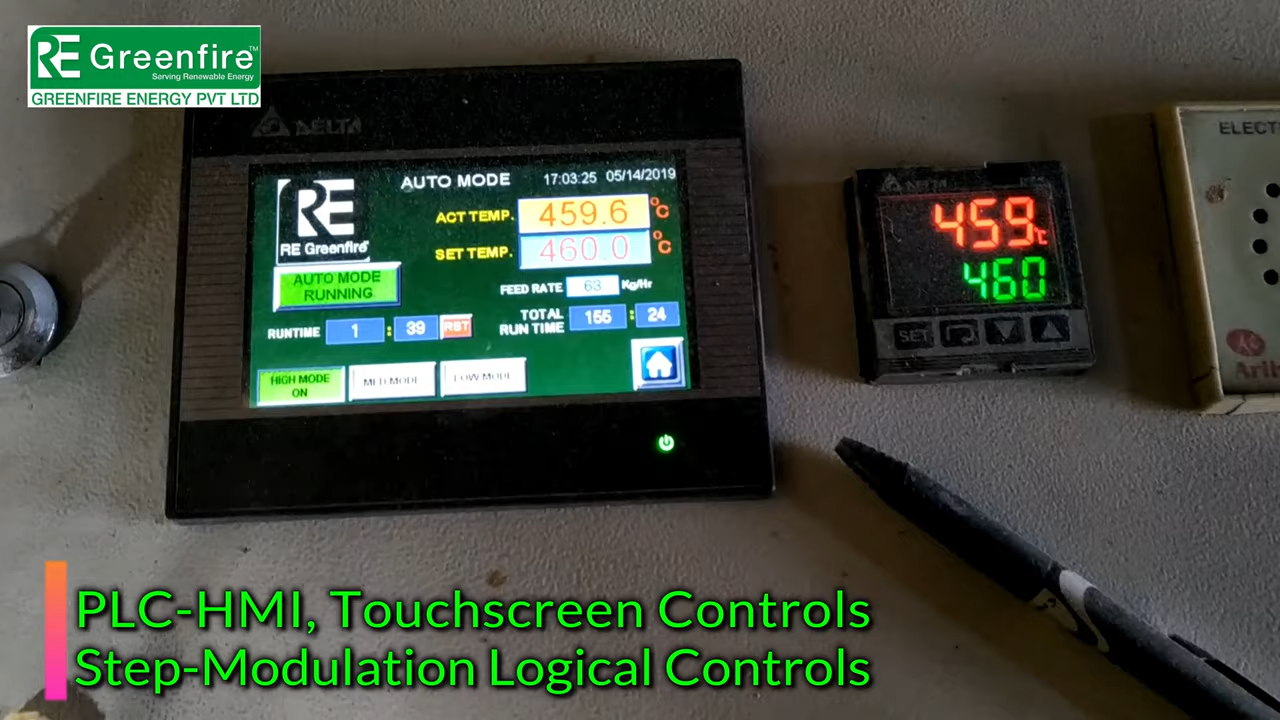 RE Greenfire™
Serving Renewable Energy
GREENFIRE ENERGY PVT LTD
DELTA
RE
RE Greenfire
AUTO MODE
17:03:25 05/14/2019
ACT TEMP. 459.6 °C
SET TEMP. 460.0 °C
AUTO MODE
RUNNING
FEED RATE 63 Kg/Hr
RUNTIME 1 : 39 RST
TOTAL
RUN TIME 155 : 24
HIGH MODE
ON
MED MODE
LOW MODE
DELTA
459 °C
460
SET
ELECT
PLC-HMI, Touchscreen Controls
Step-Modulation Logical Controls